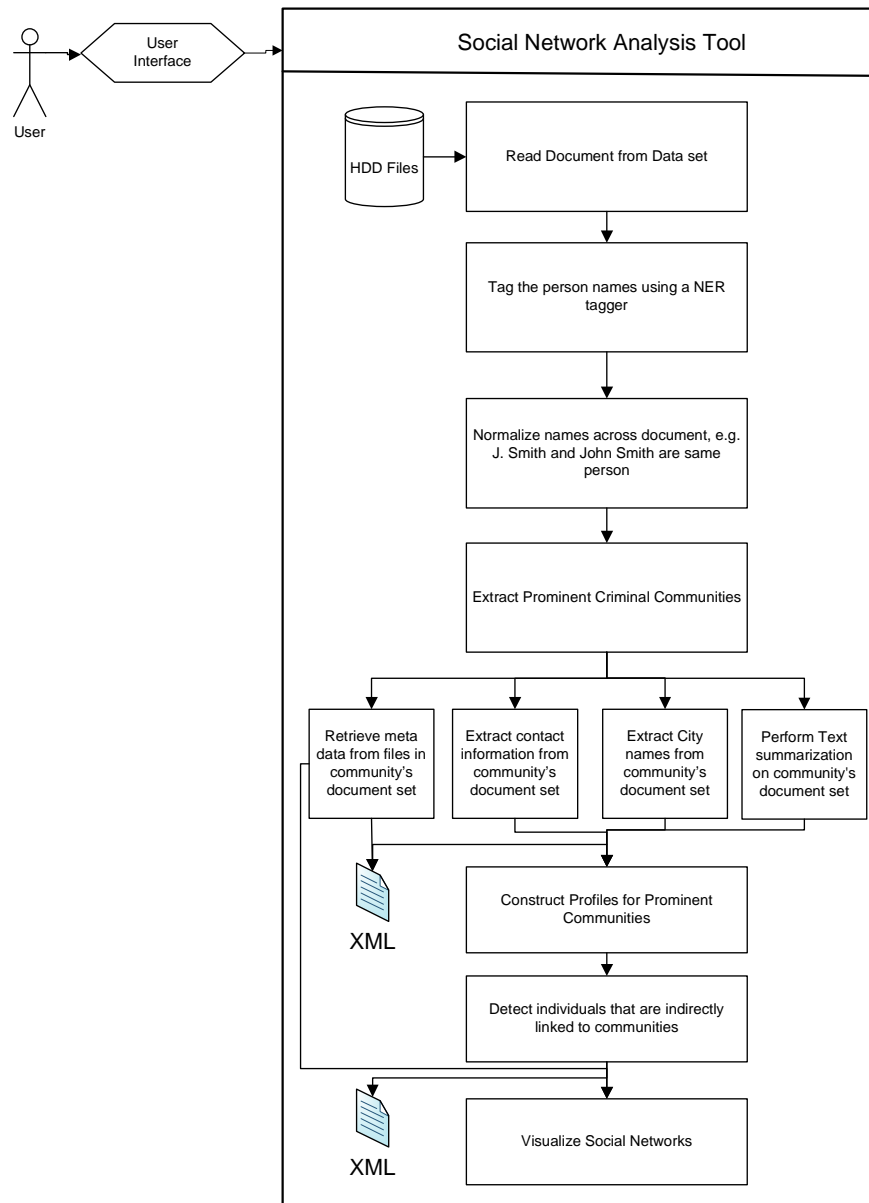 User
Interface
Social Network Analysis Tool
User
HDD Files
Read Document from Data set
Tag the person names using a NER
tagger
Normalize names across document, e.g.
J. Smith and John Smith are same
person
Extract Prominent Criminal Communities
Retrieve meta
data from files in
community's
document set
Extract contact
information from
community's
document set
Extract City
names from
community's
document set
Perform Text
summarization
on community's
document set
XML
Construct Profiles for Prominent
Communities
Detect individuals that are indirectly
linked to communities
XML
Visualize Social Networks